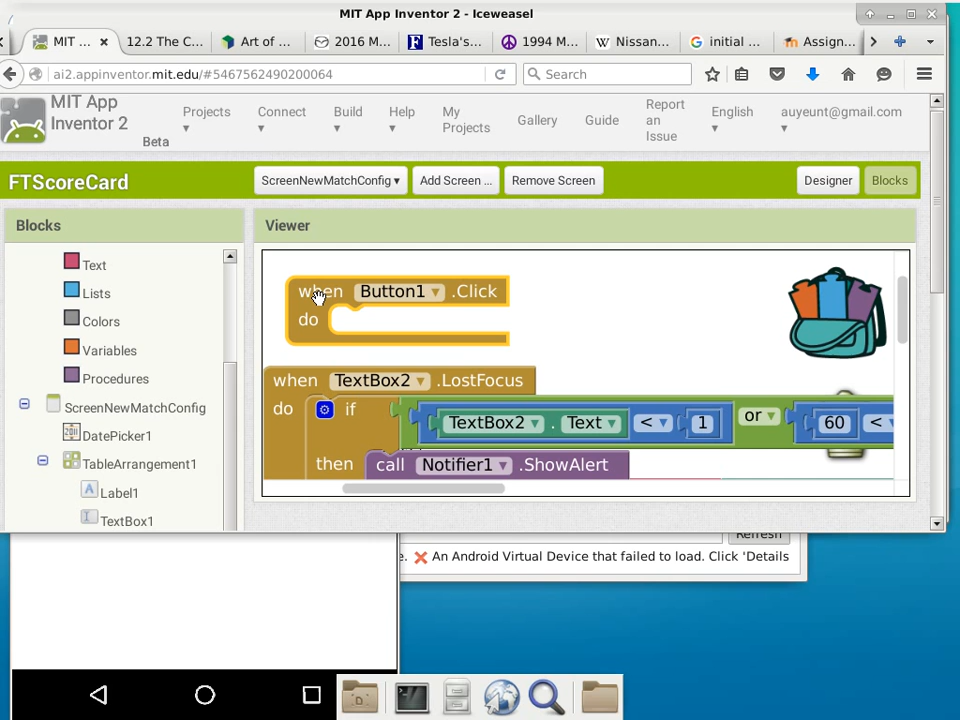 MIT App Inventor 2 - Iceweasel
MIT ...
12.2 The C...
Art of ...
2016 M...
Tesla's...
1994 M...
Nissan...
initial ...
Assign...
ai2.appinventor.mit.edu/#5467562490200064
Search
MIT App
Inventor 2
Beta
Projects
Connect
Build
Help
My
Projects
Gallery
Guide
Report
an
Issue
English
auyeunt@gmail.com
FTScoreCard
ScreenNewMatchConfig
Add Screen ...
Remove Screen
Designer
Blocks
Blocks
Viewer
Text
Lists
Colors
Variables
Procedures
ScreenNewMatchConfig
DatePicker1
TableArrangement1
Label1
TextBox1
when Button1 .Click
do
when TextBox2 .LostFocus
do if TextBox2 . Text < 1 or 60 <
then call Notifier1 .ShowAlert
Refresh
e. An Android Virtual Device that failed to load. Click 'Details